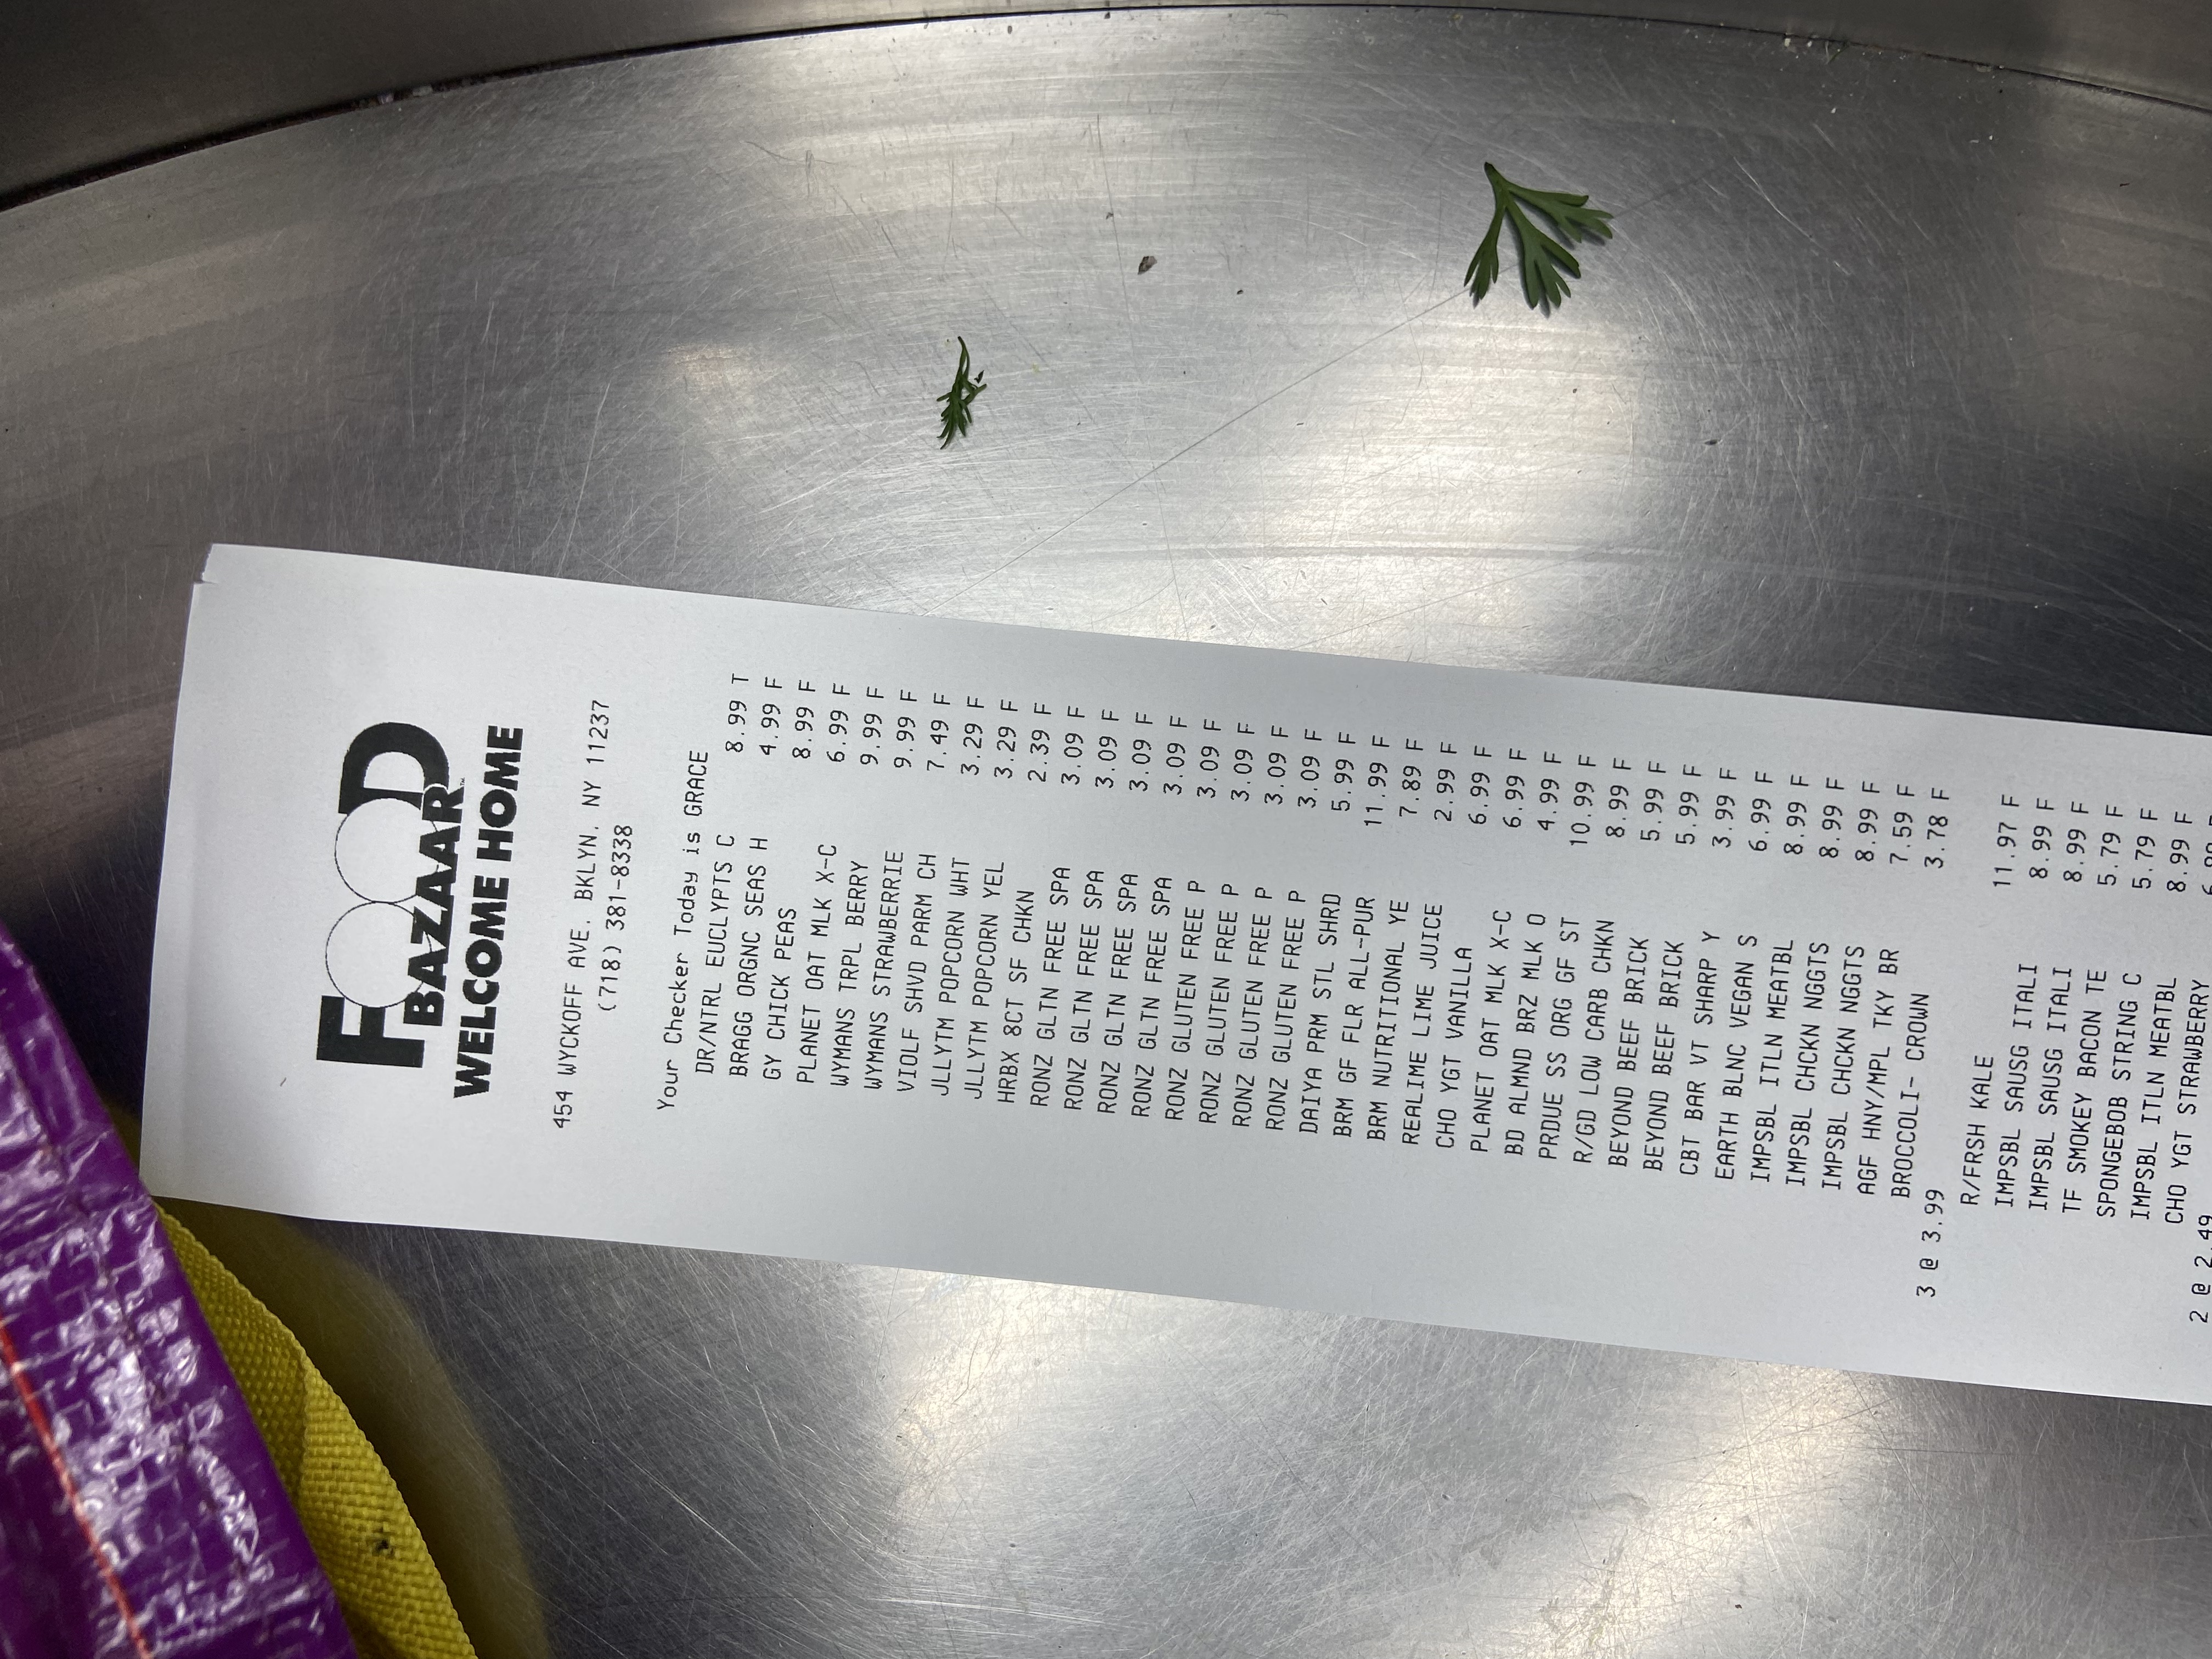 FOOD
BAZAAR™
WELCOME HOME
454 WYCKOFF AVE. BKLYN. NY 11237
(718) 381-8338
Your Checker Today is GRACE
DR/NTRL EUCLYPTS C 8.99 T
BRAGG ORGNC SEAS H 4.99 F
GY CHICK PEAS 8.99 F
PLANET OAT MLK X-C 6.99 F
WYMANS TRPL BERRY 9.99 F
WYMANS STRAWBERRIE 9.99 F
VIOLF SHVD PARM CH 7.49 F
JLLYTM POPCORN WHT 3.29 F
JLLYTM POPCORN YEL 3.29 F
HRBX 8CT SF CHKN 2.39 F
RONZ GLTN FREE SPA 3.09 F
RONZ GLTN FREE SPA 3.09 F
RONZ GLTN FREE SPA 3.09 F
RONZ GLTN FREE SPA 3.09 F
RONZ GLUTEN FREE P 3.09 F
RONZ GLUTEN FREE P 3.09 F
RONZ GLUTEN FREE P 3.09 F
RONZ GLUTEN FREE P 3.09 F
DAIYA PRM STL SHRD 5.99 F
BRM GF FLR ALL-PUR 11.99 F
BRM NUTRITIONAL YE 7.89 F
REALIME LIME JUICE 2.99 F
CHO YGT VANILLA 6.99 F
PLANET OAT MLK X-C 6.99 F
BD ALMND BRZ MLK O 4.99 F
PRDUE SS ORG GF ST 10.99 F
R/GD LOW CARB CHKN 8.99 F
BEYOND BEEF BRICK 5.99 F
BEYOND BEEF BRICK 5.99 F
CBT BAR VT SHARP Y 3.99 F
EARTH BLNC VEGAN S 6.99 F
IMPSBL ITLN MEATBL 8.99 F
IMPSBL CHCKN NGGTS 8.99 F
IMPSBL CHCKN NGGTS 8.99 F
AGF HNY/MPL TKY BR 7.59 F
BROCCOLI- CROWN 3.78 F
3 @ 3.99
R/FRSH KALE 11.97 F
IMPSBL SAUSG ITALI 8.99 F
IMPSBL SAUSG ITALI 8.99 F
TF SMOKEY BACON TE 5.79 F
SPONGEBOB STRING C 5.79 F
IMPSBL ITLN MEATBL 8.99 F
CHO YGT STRAWBERRY
2 @ 2.49